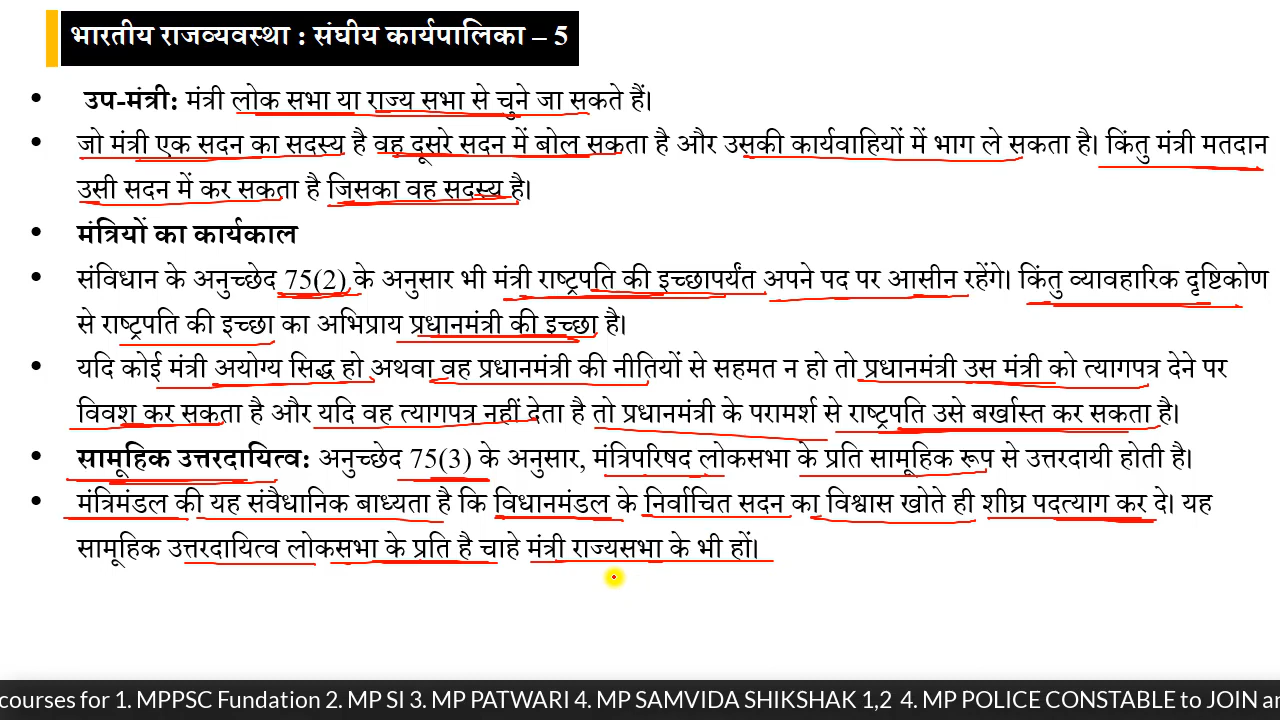 भारतीय राजव्यवस्था : संघीय कार्यपालिका – 5
• उप-मंत्री: मंत्री लोक सभा या राज्य सभा से चुने जा सकते हैं।
• जो मंत्री एक सदन का सदस्य है वह दूसरे सदन में बोल सकता है और उसकी कार्यवाहियों में भाग ले सकता है। किंतु मंत्री मतदान
उसी सदन में कर सकता है जिसका वह सदस्य है।
• मंत्रियों का कार्यकाल
• संविधान के अनुच्छेद 75(2) के अनुसार भी मंत्री राष्ट्रपति की इच्छापर्यंत अपने पद पर आसीन रहेंगे। किंतु व्यावहारिक दृष्टिकोण
से राष्ट्रपति की इच्छा का अभिप्राय प्रधानमंत्री की इच्छा है।
• यदि कोई मंत्री अयोग्य सिद्ध हो अथवा वह प्रधानमंत्री की नीतियों से सहमत न हो तो प्रधानमंत्री उस मंत्री को त्यागपत्र देने पर
विवश कर सकता है और यदि वह त्यागपत्र नहीं देता है तो प्रधानमंत्री के परामर्श से राष्ट्रपति उसे बर्खास्त कर सकता है।
• सामूहिक उत्तरदायित्व: अनुच्छेद 75(3) के अनुसार, मंत्रिपरिषद लोकसभा के प्रति सामूहिक रूप से उत्तरदायी होती है।
• मंत्रिमंडल की यह संवैधानिक बाध्यता है कि विधानमंडल के निर्वाचित सदन का विश्वास खोते ही शीघ्र पदत्याग कर दे। यह
सामूहिक उत्तरदायित्व लोकसभा के प्रति है चाहे मंत्री राज्यसभा के भी हों।
courses for 1. MPPSC Fundation 2. MP SI 3. MP PATWARI 4. MP SAMVIDA SHIKSHAK 1,2 4. MP POLICE CONSTABLE to JOIN